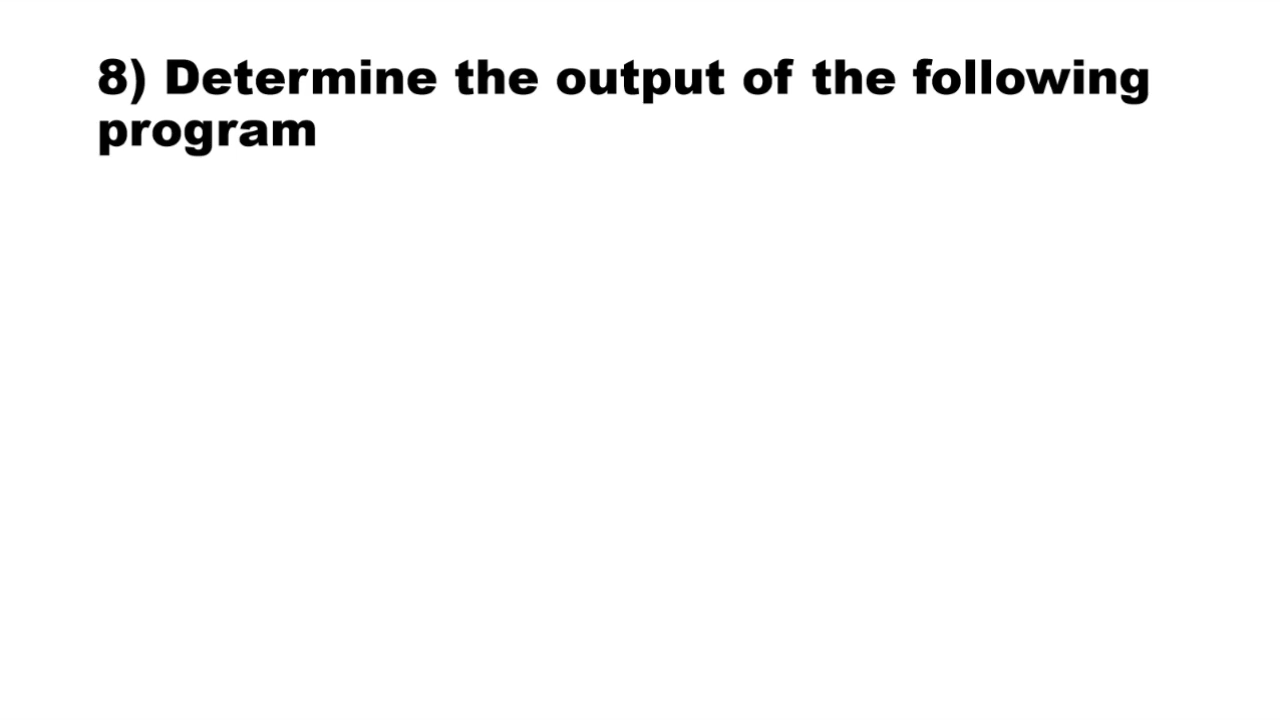 8) Determine the output of the following
program